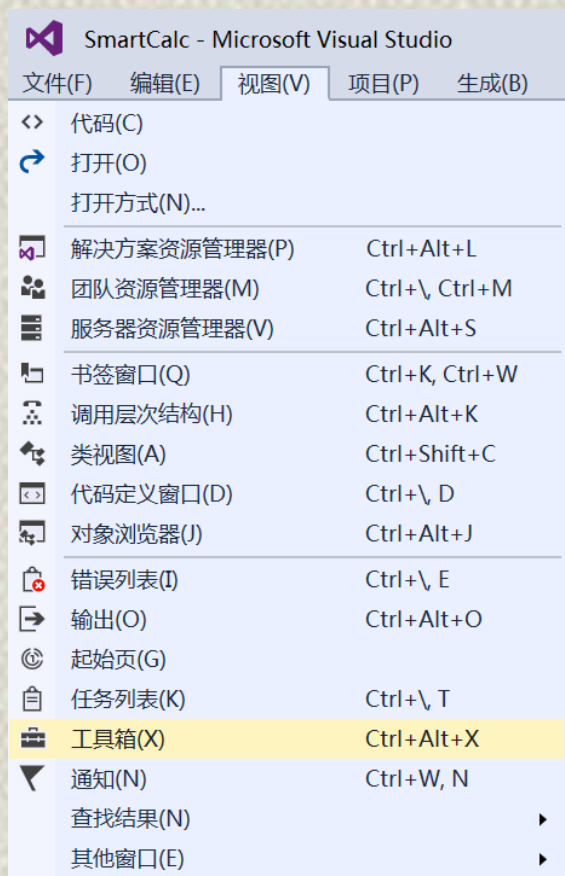 SmartCalc - Microsoft Visual Studio
文件(F) 编辑(E) 视图(V) 项目(P) 生成(B)
代码(C)
打开(O)
打开方式(N)...
解决方案资源管理器(P) Ctrl+Alt+L
团队资源管理器(M) Ctrl+\, Ctrl+M
服务器资源管理器(V) Ctrl+Alt+S
书签窗口(Q) Ctrl+K, Ctrl+W
调用层次结构(H) Ctrl+Alt+K
类视图(A) Ctrl+Shift+C
代码定义窗口(D) Ctrl+\, D
对象浏览器(J) Ctrl+Alt+J
错误列表(I) Ctrl+\, E
输出(O) Ctrl+Alt+O
起始页(G)
任务列表(K) Ctrl+\, T
工具箱(X) Ctrl+Alt+X
通知(N) Ctrl+W, N
查找结果(N)
其他窗口(E)